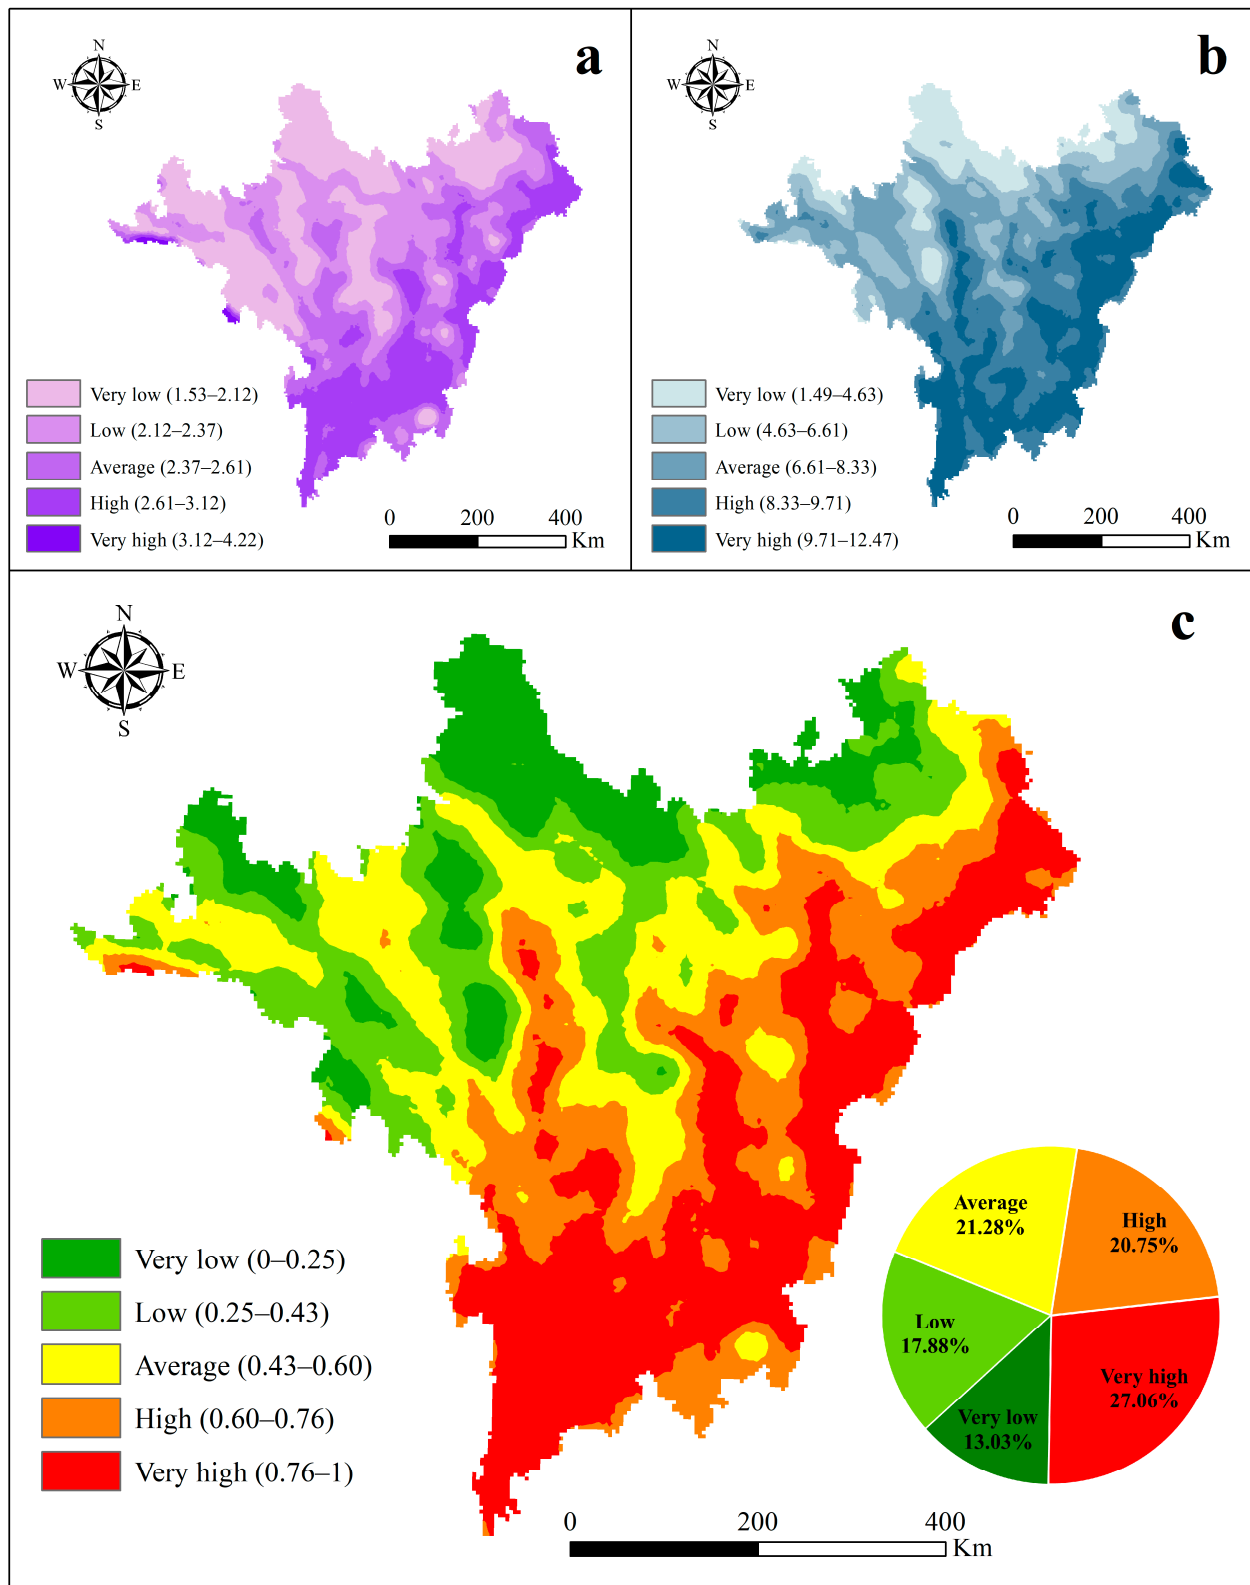 a
N
W E
S
Very low (1.53–2.12)
Low (2.12–2.37)
Average (2.37–2.61)
High (2.61–3.12)
Very high (3.12–4.22)
0 200 400
Km
b
N
W E
S
Very low (1.49–4.63)
Low (4.63–6.61)
Average (6.61–8.33)
High (8.33–9.71)
Very high (9.71–12.47)
0 200 400
Km
c
N
W E
S
Very low (0–0.25)
Low (0.25–0.43)
Average (0.43–0.60)
High (0.60–0.76)
Very high (0.76–1)
Average
21.28%
High
20.75%
Low
17.88%
Very high
27.06%
Very low
13.03%
0 200 400
Km